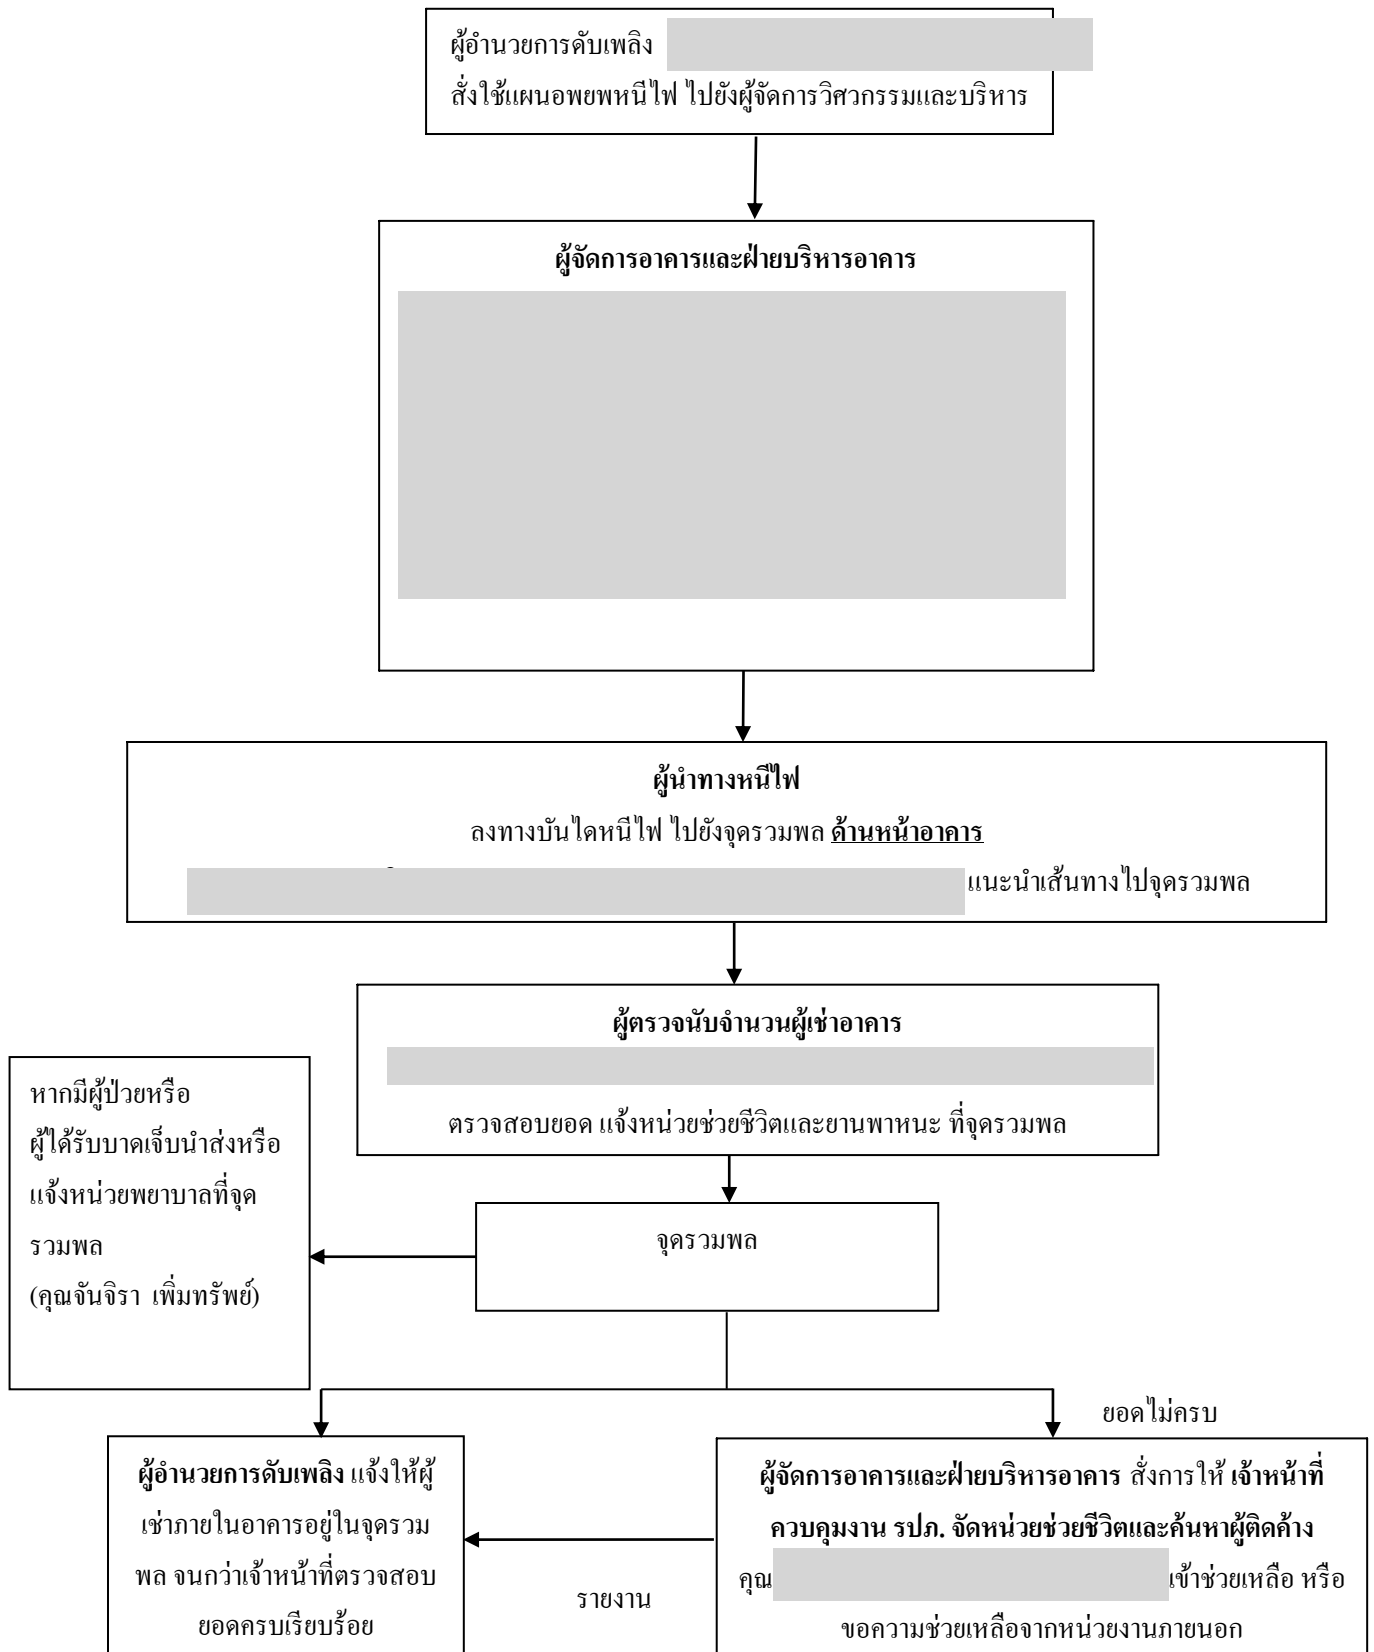 ผู้อำนวยการดับเพลิง
สั่งใช้แผนอพยพหนีไฟ ไปยังผู้จัดการวิศวกรรมและบริหาร
ผู้จัดการอาคารและฝ่ายบริหารอาคาร
ผู้นำทางหนีไฟ
ลงทางบันไดหนีไฟ ไปยังจุดรวมพล ด้านหน้าอาคาร
แนะนำเส้นทางไปจุดรวมพล
ผู้ตรวจนับจำนวนผู้เช่าอาคาร
ตรวจสอบยอด แจ้งหน่วยช่วยชีวิตและยานพาหนะ ที่จุดรวมพล
หากมีผู้ป่วยหรือ
ผู้ได้รับบาดเจ็บนำส่งหรือ
แจ้งหน่วยพยาบาลที่จุด
รวมพล
(คุณจันจิรา เพิ่มทรัพย์)
จุดรวมพล
ยอดไม่ครบ
ผู้อำนวยการดับเพลิง แจ้งให้ผู้
เช่าภายในอาคารอยู่ในจุดรวม
พล จนกว่าเจ้าหน้าที่ตรวจสอบ
ยอดครบเรียบร้อย
รายงาน
ผู้จัดการอาคารและฝ่ายบริหารอาคาร สั่งการให้ เจ้าหน้าที่
ควบคุมงาน รปภ. จัดหน่วยช่วยชีวิตและค้นหาผู้ติดค้าง
คุณ เข้าช่วยเหลือ หรือ
ขอความช่วยเหลือจากหน่วยงานภายนอก